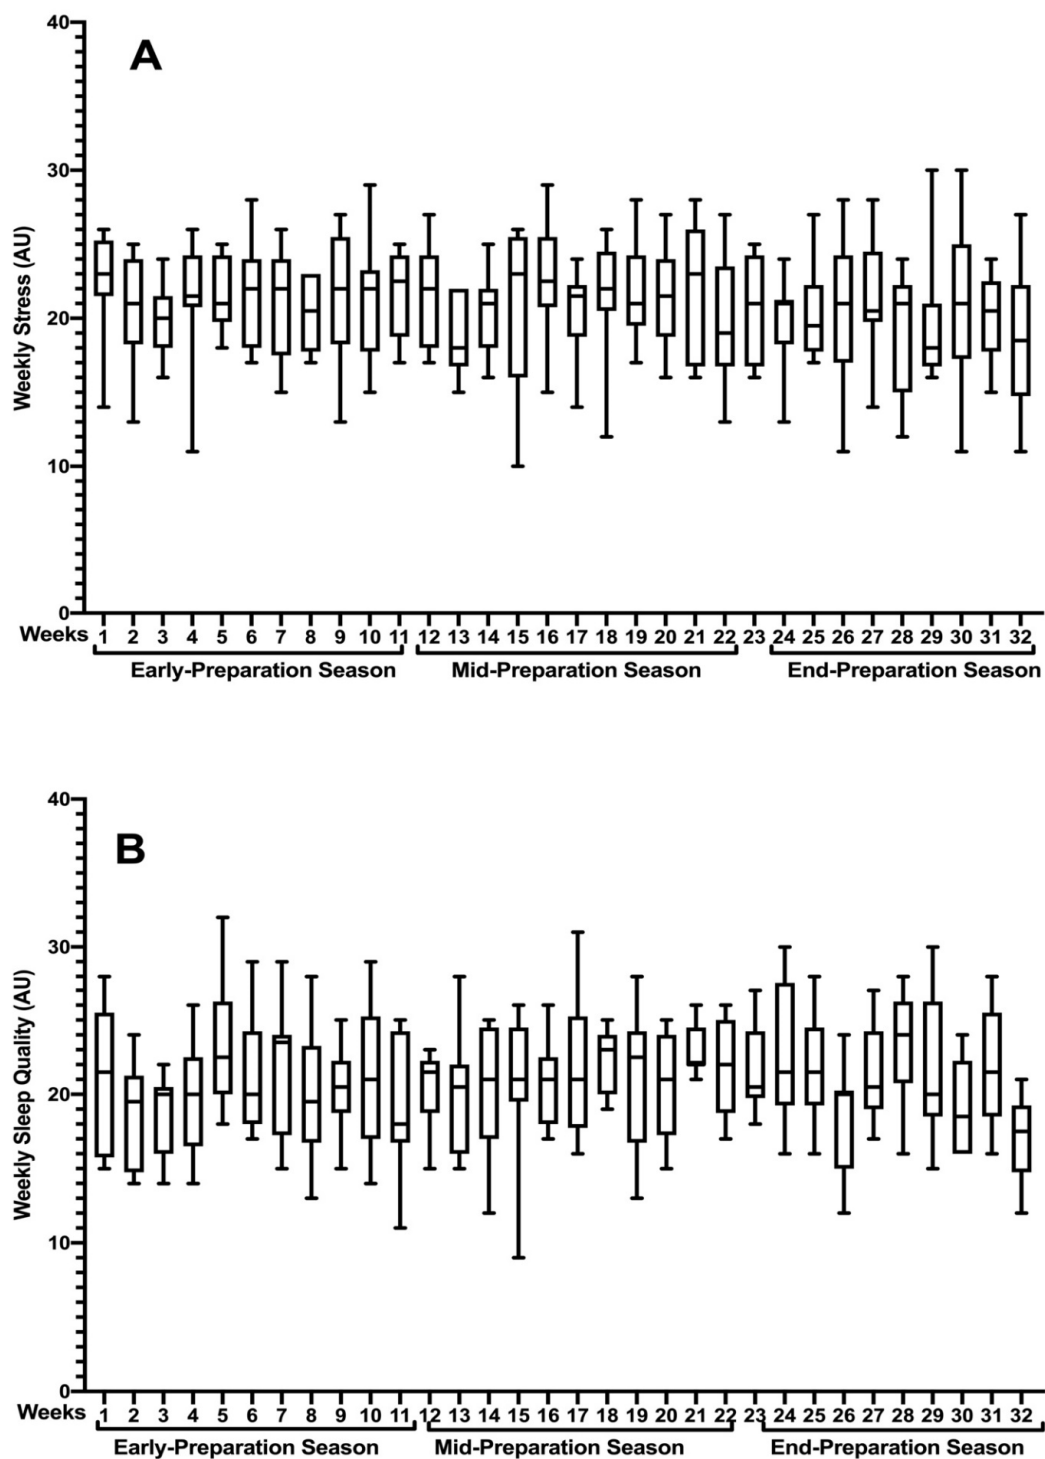 A
40
30
20
10
0
Weekly Stress (AU)
Weeks 1 2 3 4 5 6 7 8 9 10 11 12 13 14 15 16 17 18 19 20 21 22 23 24 25 26 27 28 29 30 31 32
Early-Preparation Season Mid-Preparation Season End-Preparation Season
B
40
30
20
10
0
Weekly Sleep Quality (AU)
Weeks 1 2 3 4 5 6 7 8 9 10 11 12 13 14 15 16 17 18 19 20 21 22 23 24 25 26 27 28 29 30 31 32
Early-Preparation Season Mid-Preparation Season End-Preparation Season